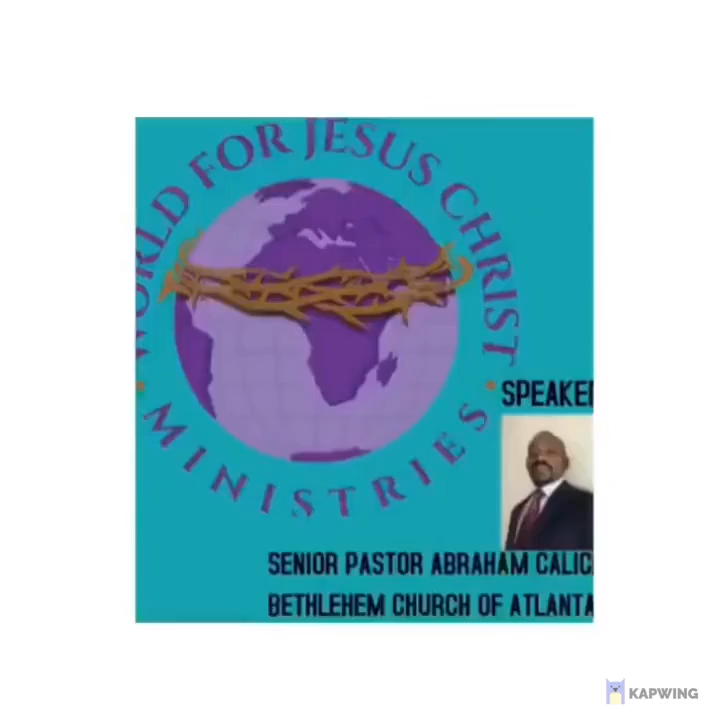 WORLD FOR JESUS CHRIST
MINISTRIES
SPEAKE
SENIOR PASTOR ABRAHAM CALIC
BETHLEHEM CHURCH OF ATLANTA
KAPWING